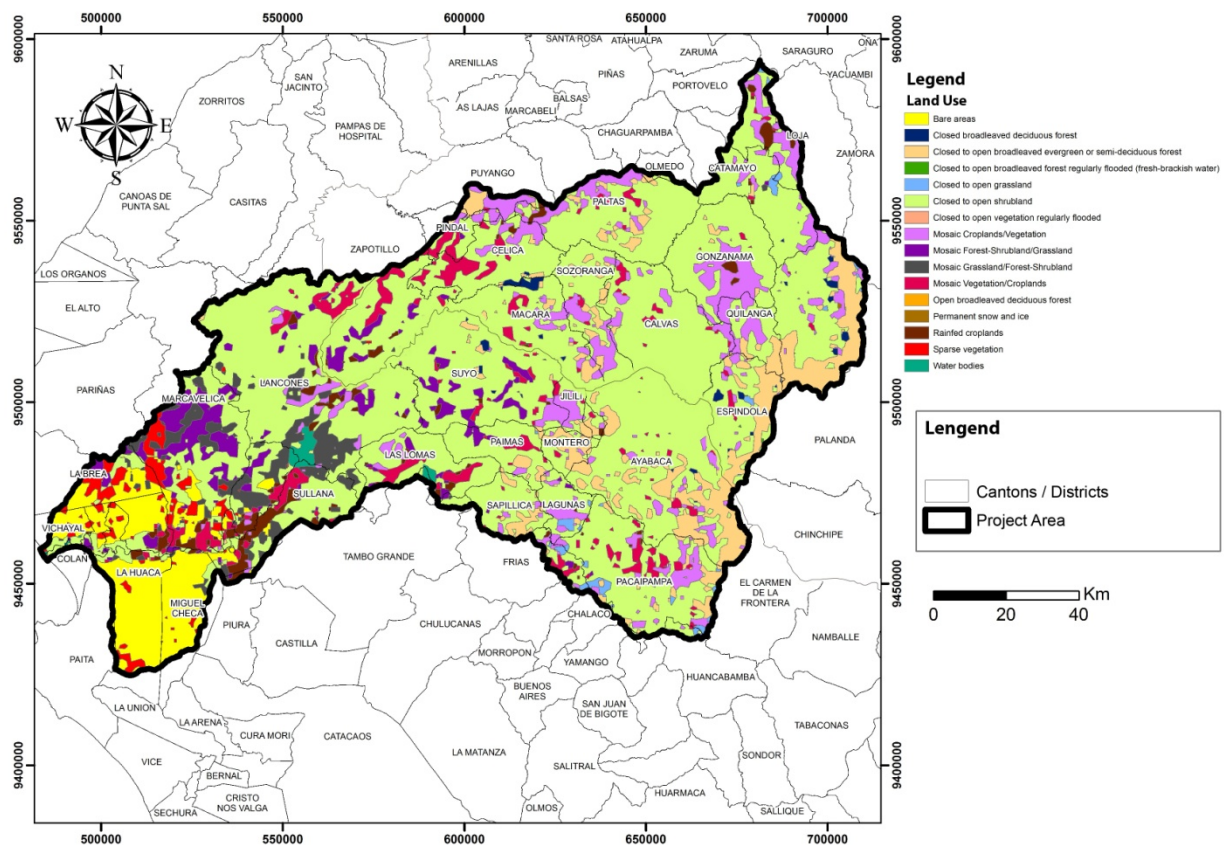 500000 550000 600000 650000 700000
9600000
9600000
SANTA ROSA
ATAHUALPA
OÑA
ZARUMA
SARAGURO
ARENILLAS
PIÑAS
YACUAMBI
SAN
JACINTO
PORTOVELO
N
W E
S
ZORRITOS
AS LAJAS
BALSAS
MARCABELI
PAMPAS DE
HOSPITAL
CHAGUARPAMBA
LOJA
ZAMORA
PUYANGO
OLMEDO
CATAMAYO
CANOAS DE
PUNTA SAL
CASITAS
PALTAS
9550000
9550000
PINDAL
ZAPOTILLO
CELICA
GONZANAMA
LOS ORGANOS
SOZORANGA
EL ALTO
MACARA
CALVAS
QUILANGA
PARIÑAS
LANCONES
SUYO
MARCAVELICA
JILILI
9500000
9500000
ESPINDOLA
PAIMAS
MONTERO
PALANDA
LAS LOMAS
AYABACA
LA BREA
SULLANA
SAPILLICA
LAGUNAS
VICHAYAL
CHINCHIPE
COLAN
TAMBO GRANDE
FRIAS
LA HUACA
PACAIPAMPA
EL CARMEN
DE LA
FRONTERA
9450000
9450000
MIGUEL
CHECA
PIURA
CHALACO
CASTILLA
CHULUCANAS
NAMBALLE
MORROPON
YAMANGO
PAITA
HUANCABAMBA
BUENOS
AIRES
SAN JUAN
DE BIGOTE
LA UNION
LA ARENA
TABACONAS
CURA MORI
CATACAOS
LA MATANZA
SONDOR
VICE
SALITRAL
9400000
9400000
BERNAL
HUARMACA
CRISTO
NOS VALGA
SECHURA
OLMOS
SALLIQUE
500000 550000 600000 650000 700000
Legend
Land Use
Bare areas
Closed broadleaved deciduous forest
Closed to open broadleaved evergreen or semi-deciduous forest
Closed to open broadleaved forest regularly flooded (fresh-brackish water)
Closed to open grassland
Closed to open shrubland
Closed to open vegetation regularly flooded
Mosaic Croplands/Vegetation
Mosaic Forest-Shrubland/Grassland
Mosaic Grassland/Forest-Shrubland
Mosaic Vegetation/Croplands
Open broadleaved deciduous forest
Permanent snow and ice
Rainfed croplands
Sparse vegetation
Water bodies
Lengend
Cantons / Districts
Project Area
Km
0 20 40